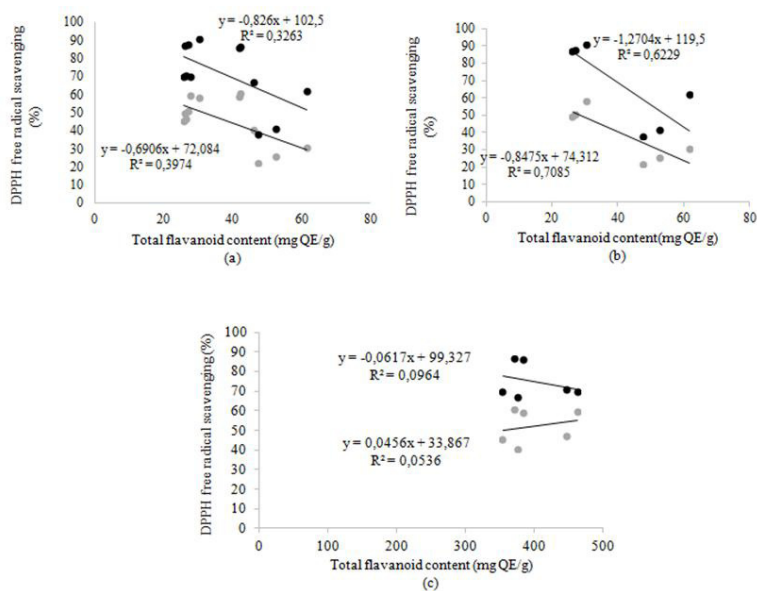 y = -0,826x + 102,5
R² = 0,3263
100
90
80
70
60
50
40
30
20
10
0
y = -0,6906x + 72,084
R² = 0,3974
0 20 40 60 80
DPPH free radical scavenging
(%)
Total flavanoid content (mg QE/g)
(a)
y = -1,2704x + 119,5
R² = 0,6229
100
90
80
70
60
50
40
30
20
10
0
y = -0,8475x + 74,312
R² = 0,7085
0 20 40 60 80
DPPH free radical scavenging
(%)
Total flavanoid content(mg QE/g)
(b)
100
90
80
70
60
50
40
30
20
10
0
y = -0,0617x + 99,327
R² = 0,0964
y = 0,0456x + 33,867
R² = 0,0536
0 100 200 300 400 500
DPPH free radical scavenging(%)
Total flavanoid content (mg QE/g)
(c)